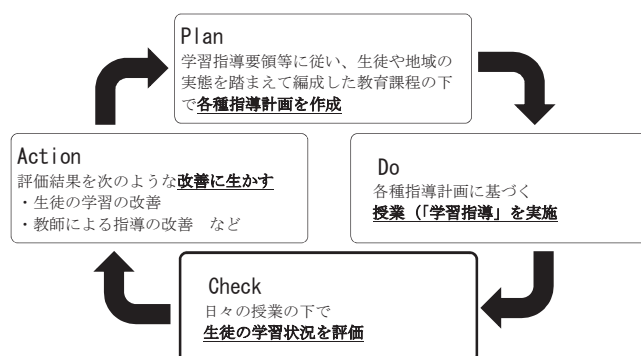 Plan
学習指導要領等に従い、生徒や地域の
実態を踏まえて編成した教育課程の下
で各種指導計画を作成
Do
各種指導計画に基づく
授業（「学習指導」を実施
Check
日々の授業の下で
生徒の学習状況を評価
Action
評価結果を次のような改善に生かす
・生徒の学習の改善
・教師による指導の改善　など